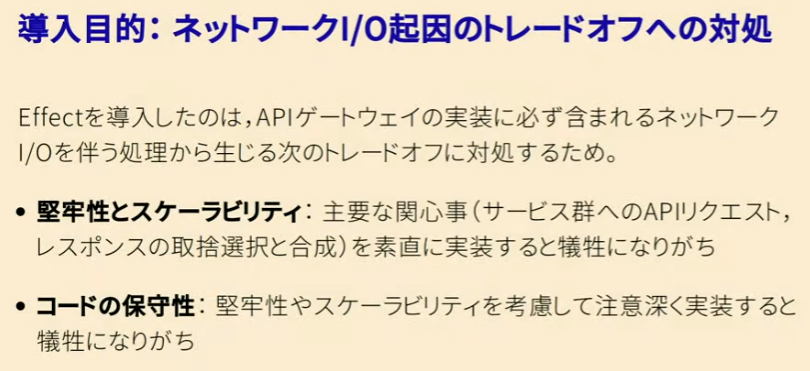 導入目的： ネットワークI/O起因のトレードオフへの対処
Effectを導入したのは，APIゲートウェイの実装に必ず含まれるネットワーク
I/Oを伴う処理から生じる次のトレードオフに対処するため。
• 堅牢性とスケーラビリティ： 主要な関心事（サービス群へのAPIリクエスト，
レスポンスの取捨選択と合成）を素直に実装すると犠牲になりがち
• コードの保守性： 堅牢性やスケーラビリティを考慮して注意深く実装すると
犠牲になりがち